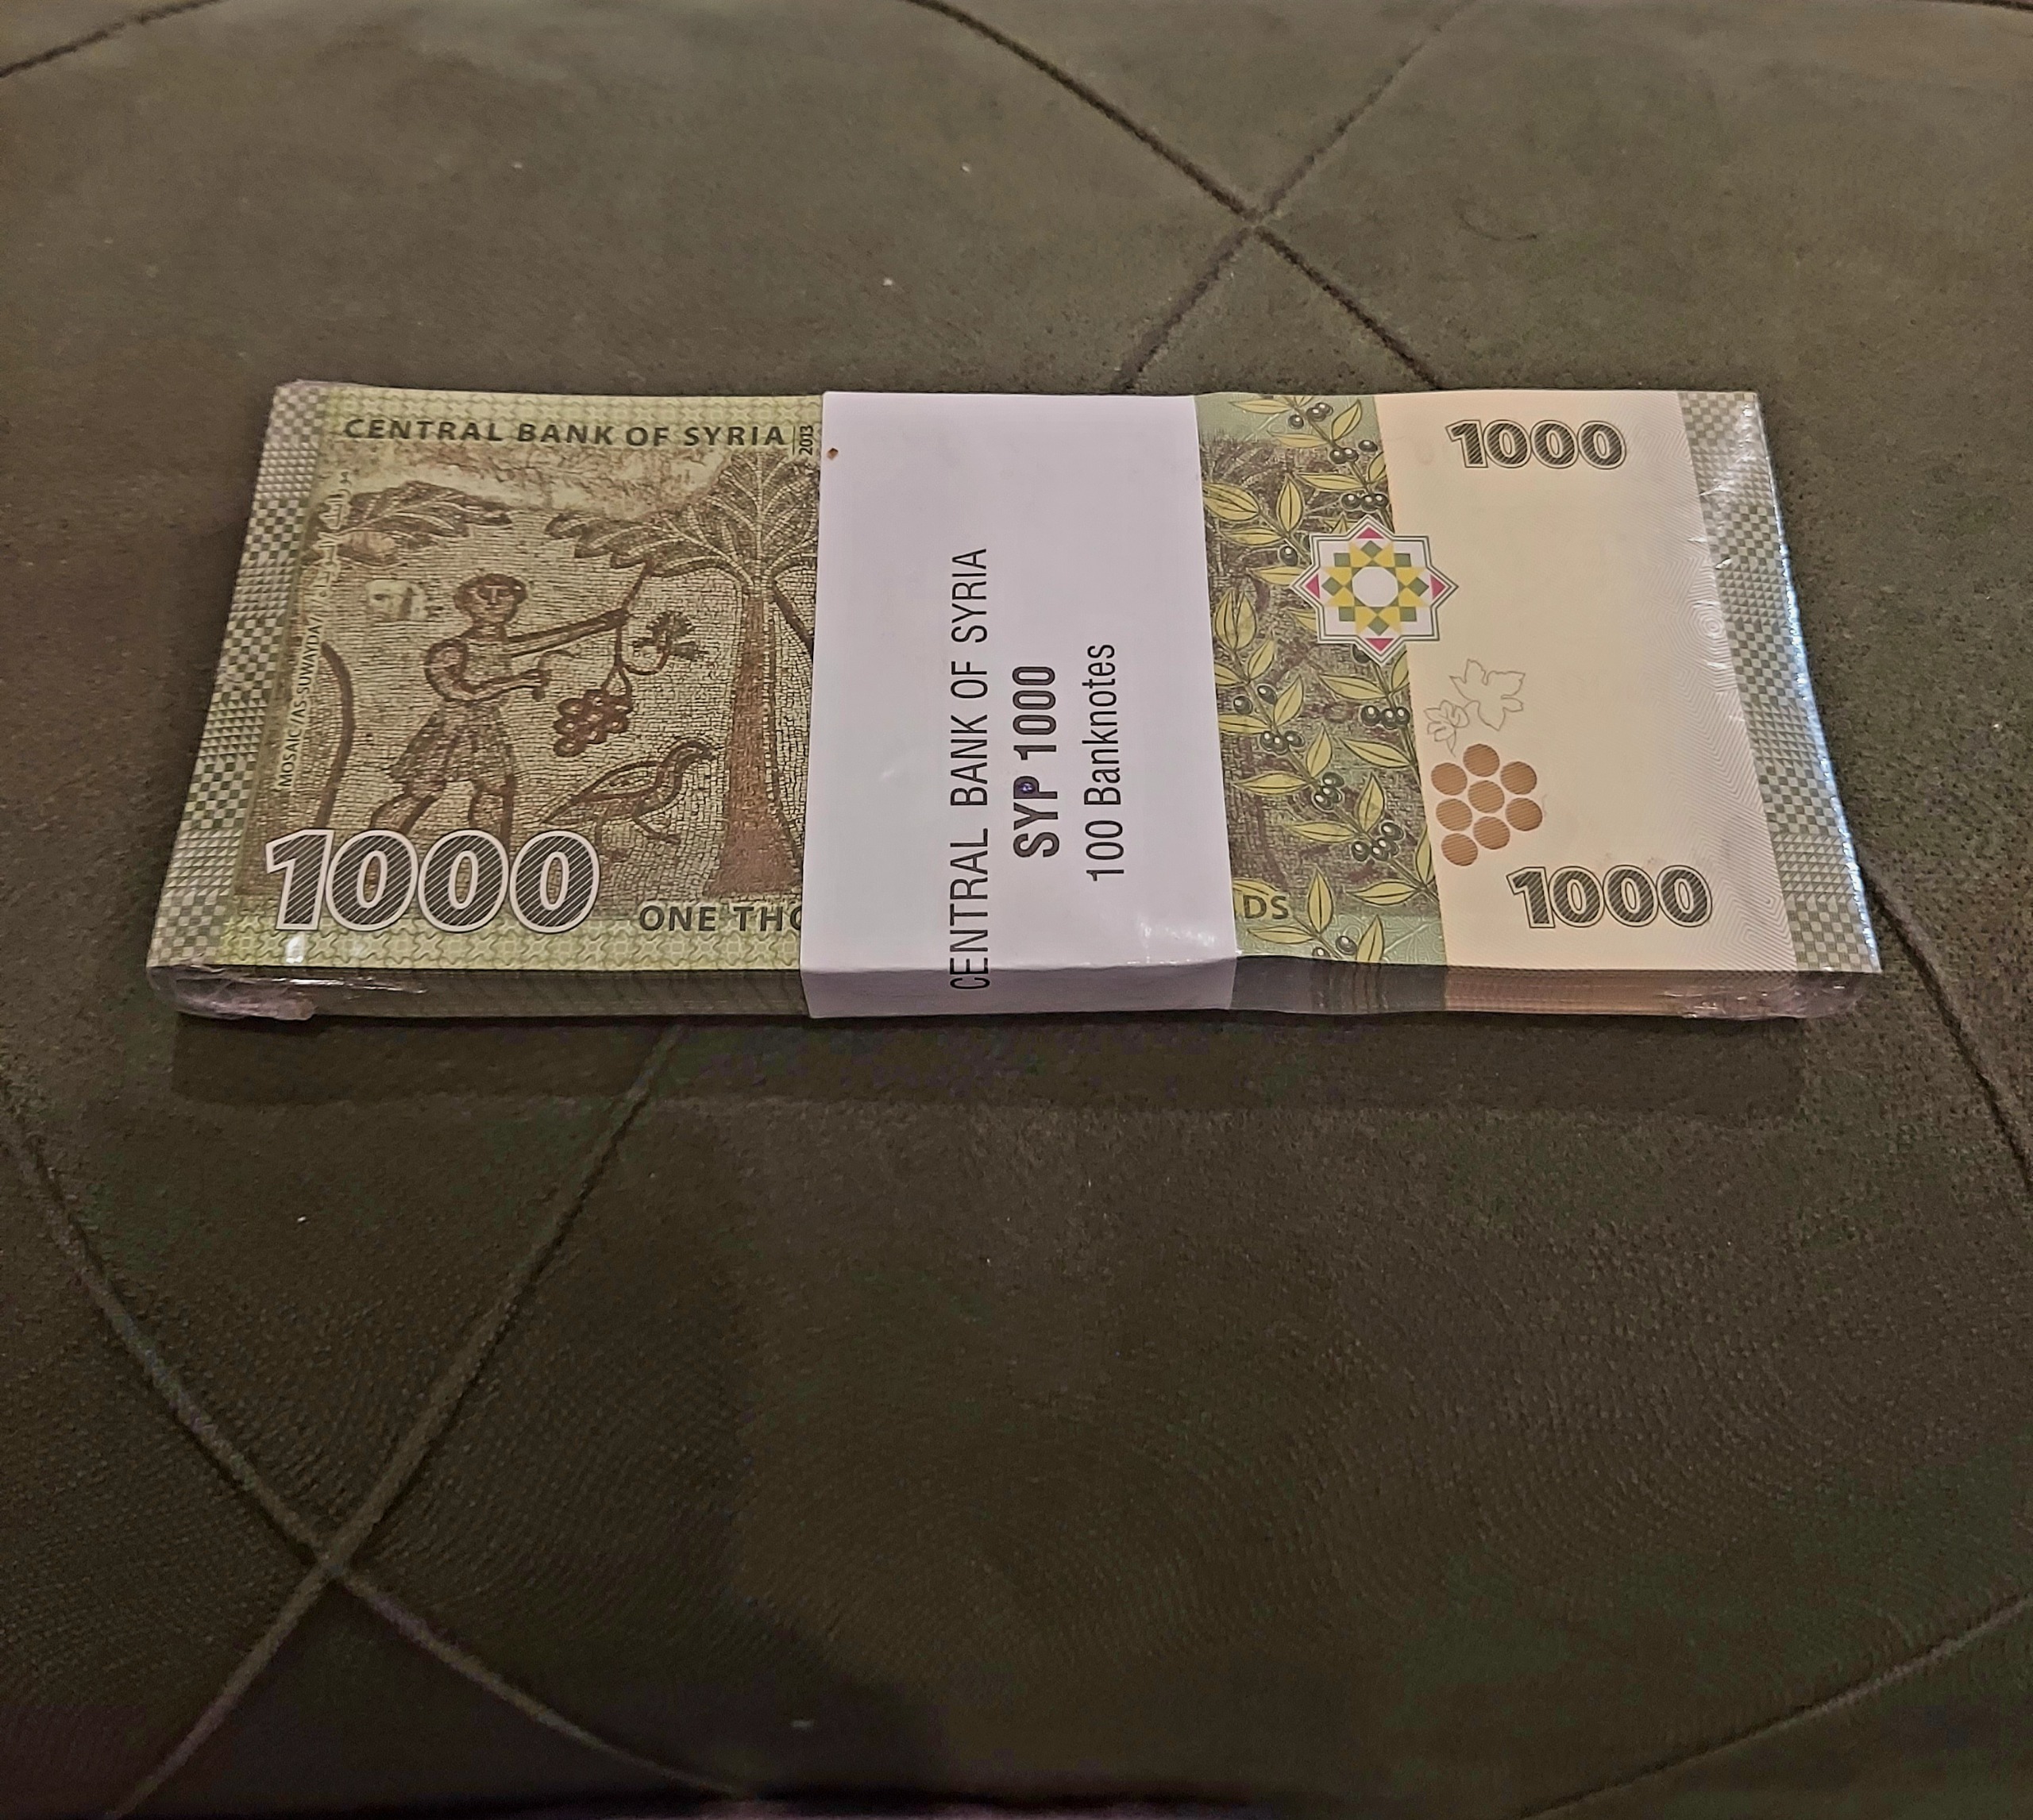 CENTRAL BANK OF SYRIA
2013
MOSAIC/AS-SUWAYDA/
1000
ONE THO
CENTRAL BANK OF SYRIA
SYP 1000
100 Banknotes
DS
1000
1000